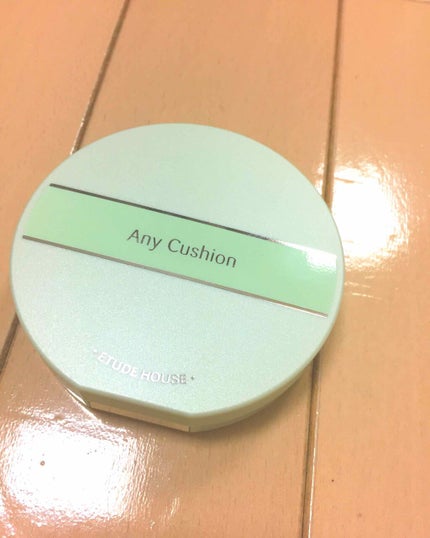 Any Cushion
· ETUDE HOUSE ·